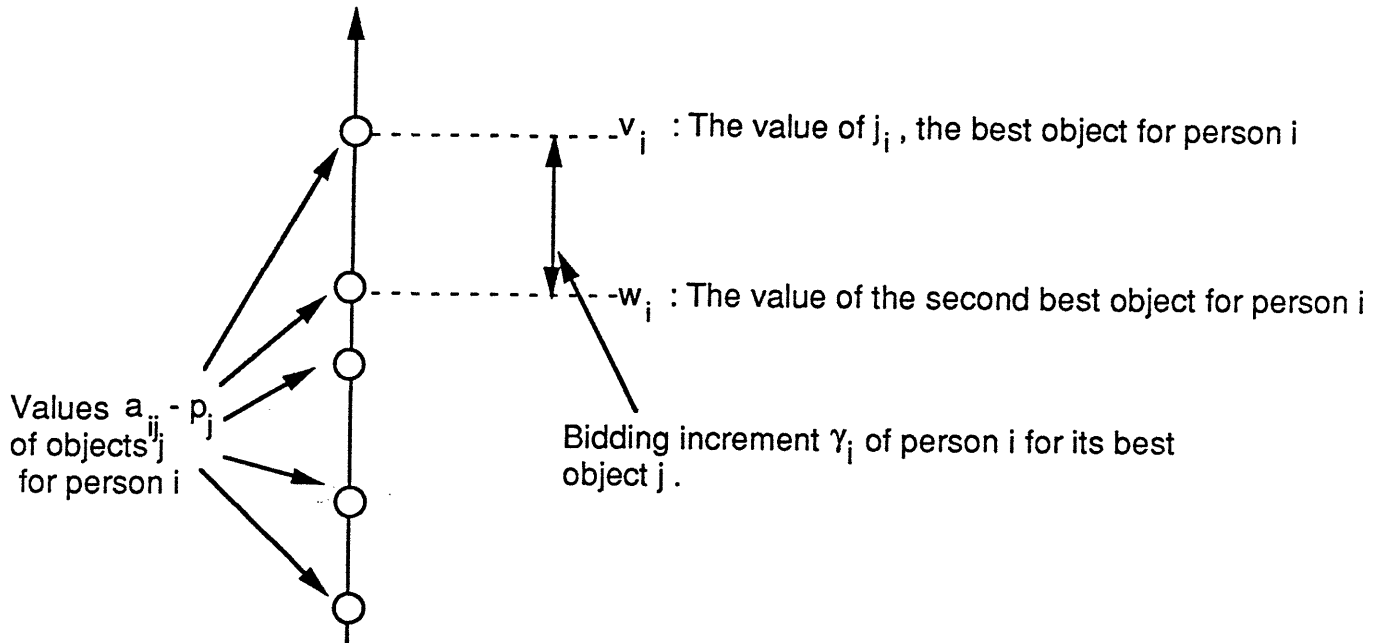 v_i : The value of j_i , the best object for person i
w_i : The value of the second best object for person i
Values a_ij - p_j
of objects j
for person i
Bidding increment γ_i of person i for its best
object j .